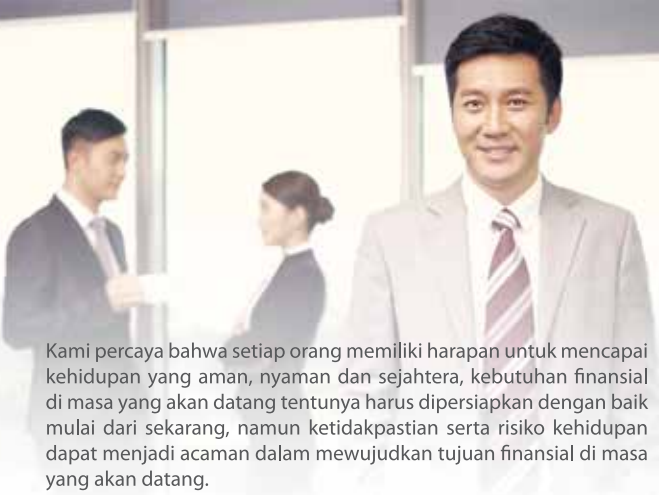 Kami percaya bahwa setiap orang memiliki harapan untuk mencapai
kehidupan yang aman, nyaman dan sejahtera, kebutuhan finansial
di masa yang akan datang tentunya harus dipersiapkan dengan baik
mulai dari sekarang, namun ketidakpastian serta risiko kehidupan
dapat menjadi acaman dalam mewujudkan tujuan finansial di masa
yang akan datang.